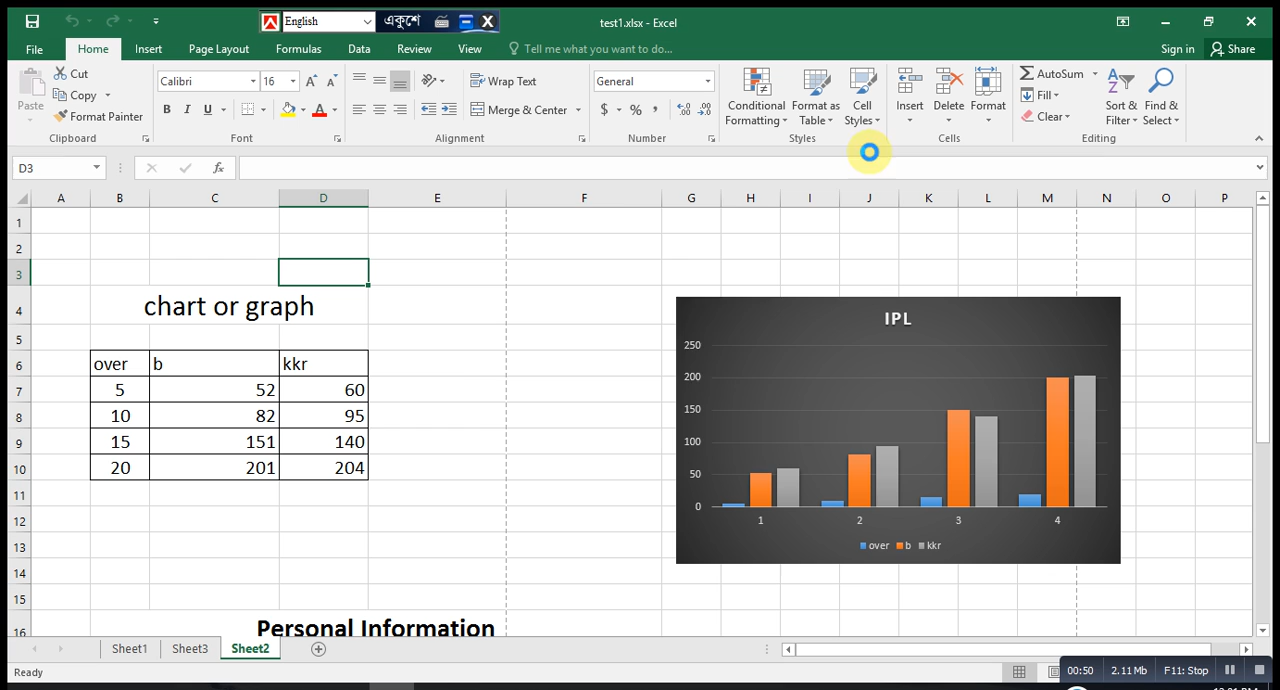 English
একুশে
test1.xlsx - Excel
File
Home
Insert
Page Layout
Formulas
Data
Review
View
Tell me what you want to do...
Sign in
Share
Paste
Cut
Copy
Format Painter
Clipboard
Calibri
16
B I U
Font
Wrap Text
Merge & Center
Alignment
General
$ % ,
Number
Conditional Formatting
Format as Table
Cell Styles
Styles
Insert
Delete
Format
Cells
AutoSum
Fill
Clear
Sort & Filter
Find & Select
Editing
D3
fx
A B C D E F G H I J K L M N O P
1
2
3
4 chart or graph
5
6 over b kkr
7 5 52 60
8 10 82 95
9 15 151 140
10 20 201 204
11
12
13
14
15
16 Personal Information
IPL
250
200
150
100
50
0
1 2 3 4
over b kkr
Sheet1
Sheet3
Sheet2
Ready
00:50
2.11 Mb
F11: Stop